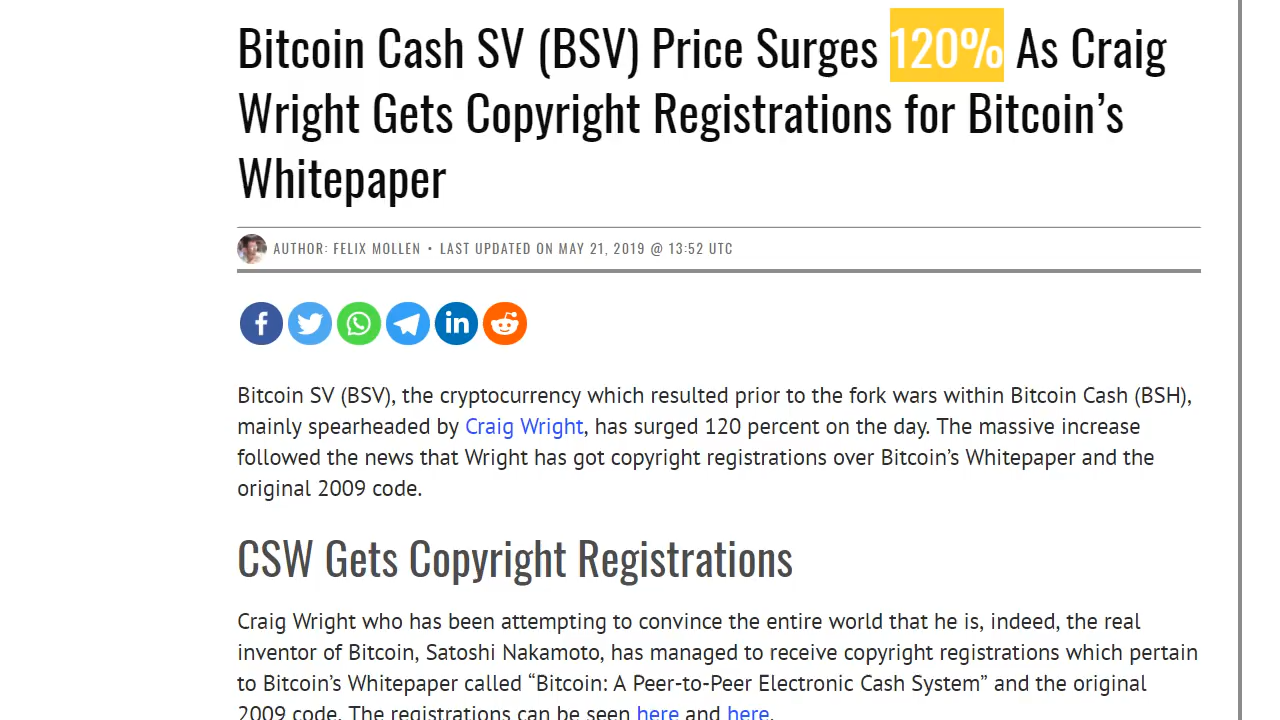 Bitcoin Cash SV (BSV) Price Surges 120% As Craig
Wright Gets Copyright Registrations for Bitcoin’s
Whitepaper
AUTHOR: FELIX MOLLEN • LAST UPDATED ON MAY 21, 2019 @ 13:52 UTC
Bitcoin SV (BSV), the cryptocurrency which resulted prior to the fork wars within Bitcoin Cash (BSH),
mainly spearheaded by Craig Wright, has surged 120 percent on the day. The massive increase
followed the news that Wright has got copyright registrations over Bitcoin’s Whitepaper and the
original 2009 code.
CSW Gets Copyright Registrations
Craig Wright who has been attempting to convince the entire world that he is, indeed, the real
inventor of Bitcoin, Satoshi Nakamoto, has managed to receive copyright registrations which pertain
to Bitcoin’s Whitepaper called “Bitcoin: A Peer-to-Peer Electronic Cash System” and the original
2009 code. The registrations can be seen here and here.